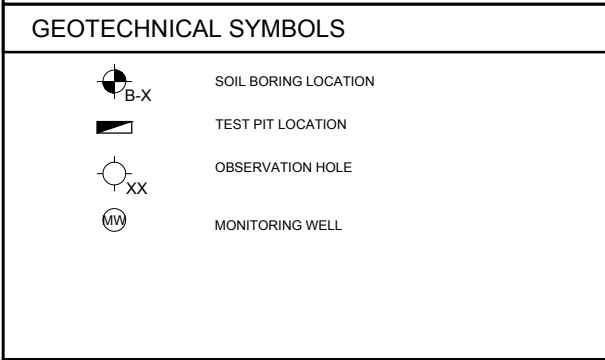 GEOTECHNICAL SYMBOLS
B-X SOIL BORING LOCATION
TEST PIT LOCATION
XX OBSERVATION HOLE
MW MONITORING WELL